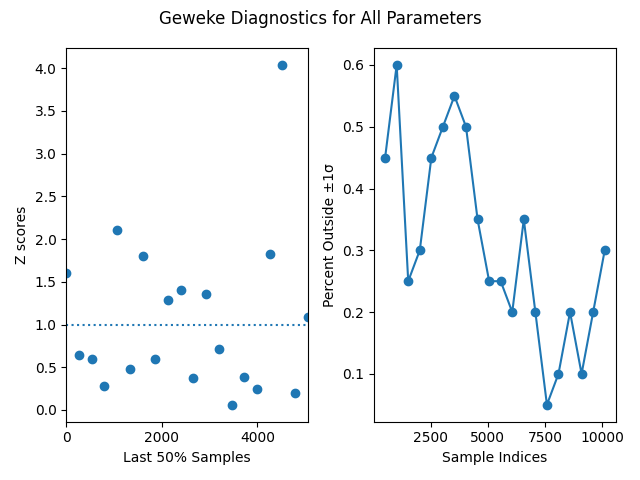 Geweke Diagnostics for All Parameters
Z scores
4.0
3.5
3.0
2.5
2.0
1.5
1.0
0.5
0.0
0 2000 4000
Last 50% Samples
Percent Outside ±1σ
0.6
0.5
0.4
0.3
0.2
0.1
2500 5000 7500 10000
Sample Indices